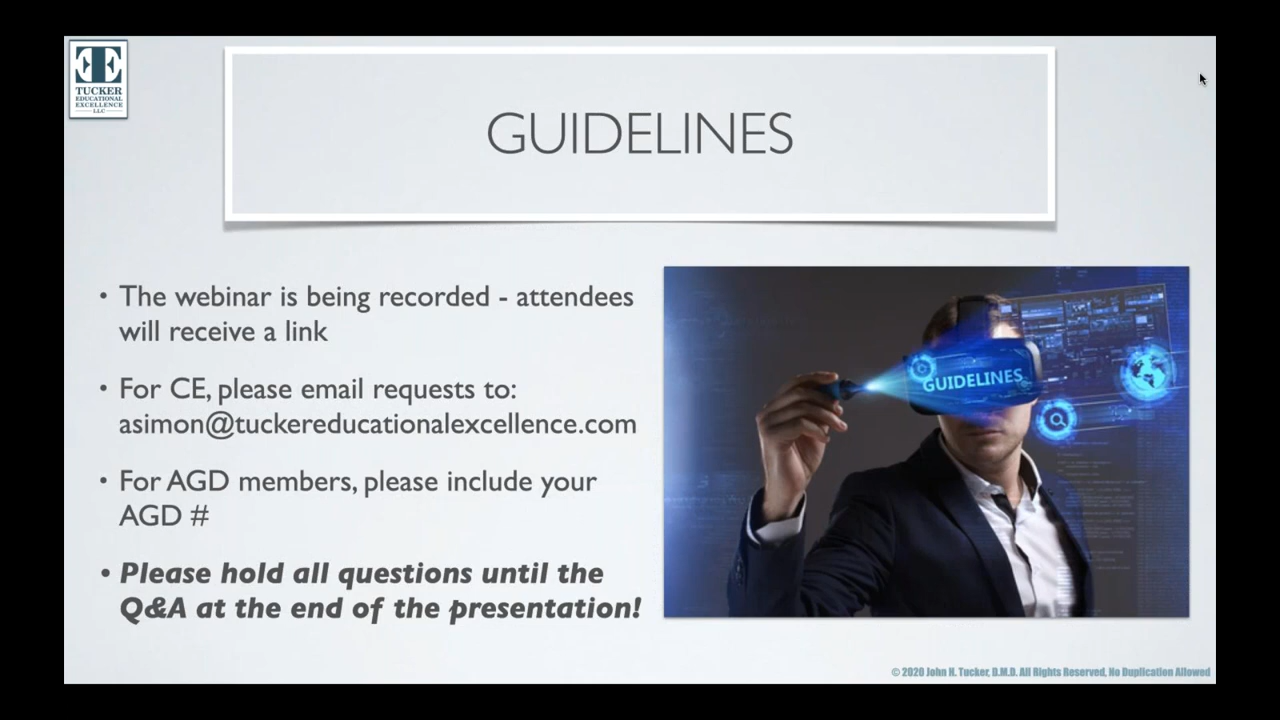 TUCKER
EDUCATIONAL
EXCELLENCE
LLC
GUIDELINES
• The webinar is being recorded - attendees
will receive a link
• For CE, please email requests to:
asimon@tuckereducationalexcellence.com
• For AGD members, please include your
AGD #
• Please hold all questions until the
Q&A at the end of the presentation!
GUIDELINES
© 2020 John H. Tucker, D.M.D. All Rights Reserved, No Duplication Allowed